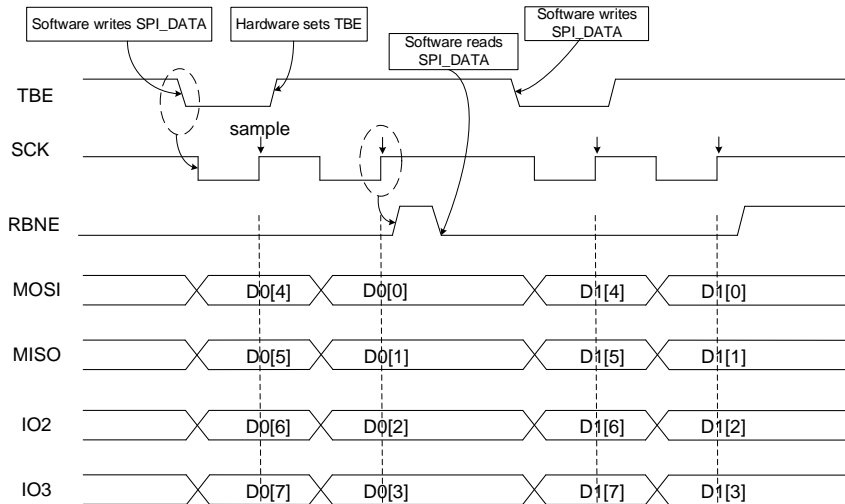 Software writes SPI_DATA
Hardware sets TBE
Software reads
SPI_DATA
Software writes
SPI_DATA
TBE
sample
SCK
RBNE
MOSI D0[4] D0[0] D1[4] D1[0]
MISO D0[5] D0[1] D1[5] D1[1]
IO2 D0[6] D0[2] D1[6] D1[2]
IO3 D0[7] D0[3] D1[7] D1[3]